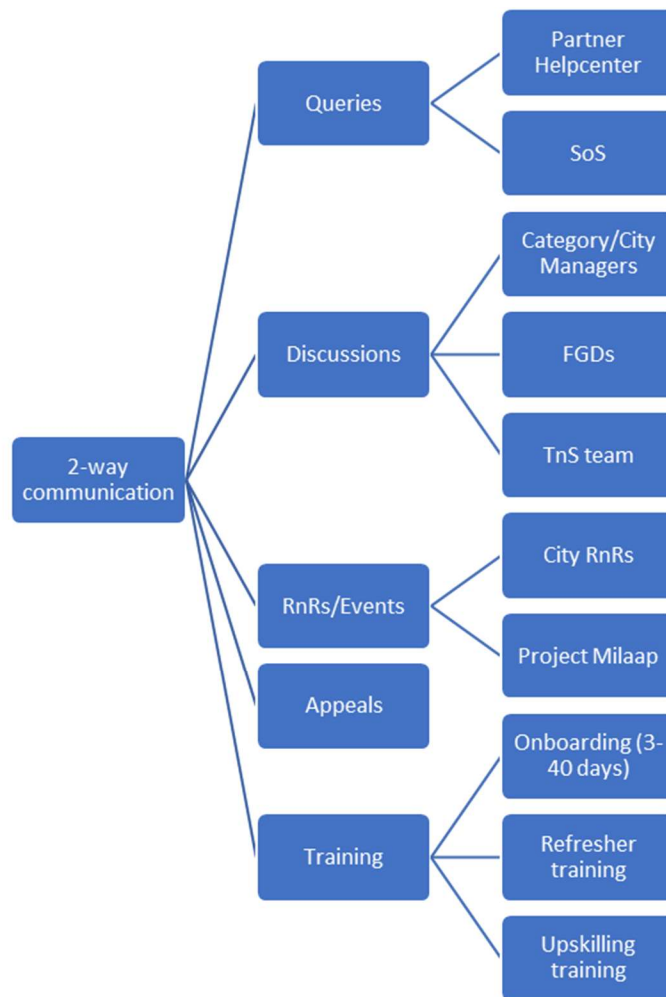 2-way
communication
Queries
Partner
Helpcenter
SoS
Discussions
Category/City
Managers
FGDs
TnS team
RnRs/Events
City RnRs
Project Milaap
Appeals
Training
Onboarding (3-
40 days)
Refresher
training
Upskilling
training